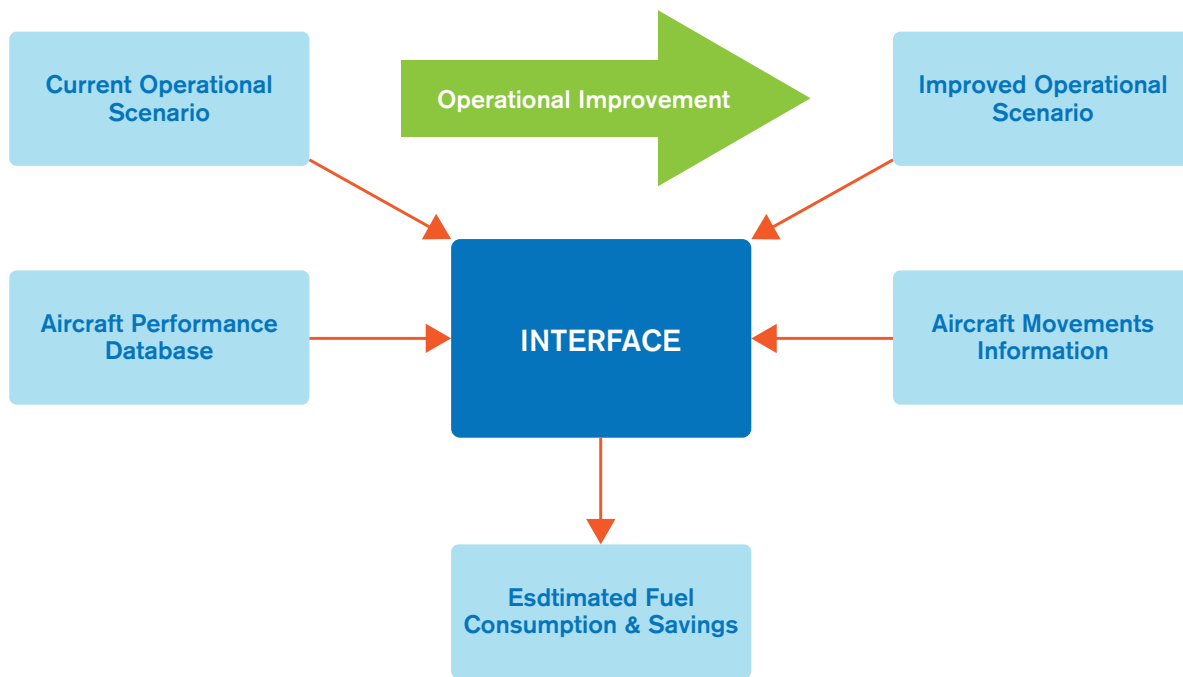 Current Operational
Scenario
Operational Improvement
Improved Operational
Scenario
Aircraft Performance
Database
INTERFACE
Aircraft Movements
Information
Esdtimated Fuel
Consumption & Savings